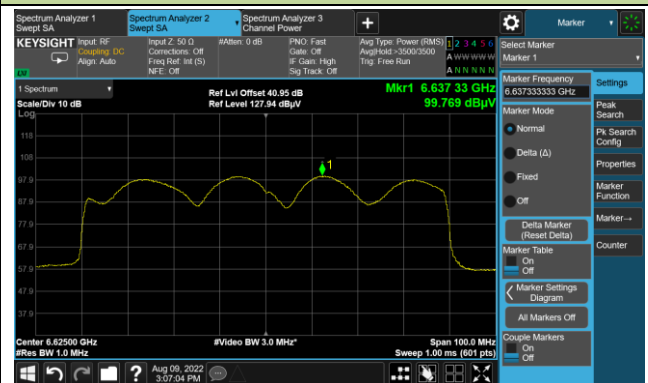 Spectrum Analyzer 1
Swept SA
Spectrum Analyzer 2
Swept SA
Spectrum Analyzer 3
Channel Power
+
Marker
KEYSIGHT
Input: RF
Coupling: DC
Align: Auto
Input Z: 50 Ω
Corrections: Off
Freq Ref: Int (S)
NFE: Off
#Atten: 0 dB
PNO: Fast
Gate: Off
IF Gain: High
Sig Track: Off
Avg Type: Power (RMS)
Avg|Hold:>3500/3500
Trig: Free Run
1 2 3 4 5 6
A W W W W W
A N N N N N
Select Marker
Marker 1
1 Spectrum
Scale/Div 10 dB
Log
Ref Lvl Offset 40.95 dB
Ref Level 127.94 dBµV
Mkr1 6.637 33 GHz
99.769 dBµV
118
108
97.9
87.9
77.9
67.9
57.9
47.9
37.9
1
Center 6.62500 GHz
#Res BW 1.0 MHz
#Video BW 3.0 MHz*
Span 100.0 MHz
Sweep 1.00 ms (601 pts)
Marker Frequency
6.637333333 GHz
Marker Mode
Normal
Delta (Δ)
Fixed
Off
Delta Marker
(Reset Delta)
Marker Table
On
Off
Marker Settings
Diagram
All Markers Off
Couple Markers
On
Off
Settings
Peak
Search
Pk Search
Config
Properties
Marker
Function
Marker→
Counter
?
Aug 09, 2022
3:07:04 PM